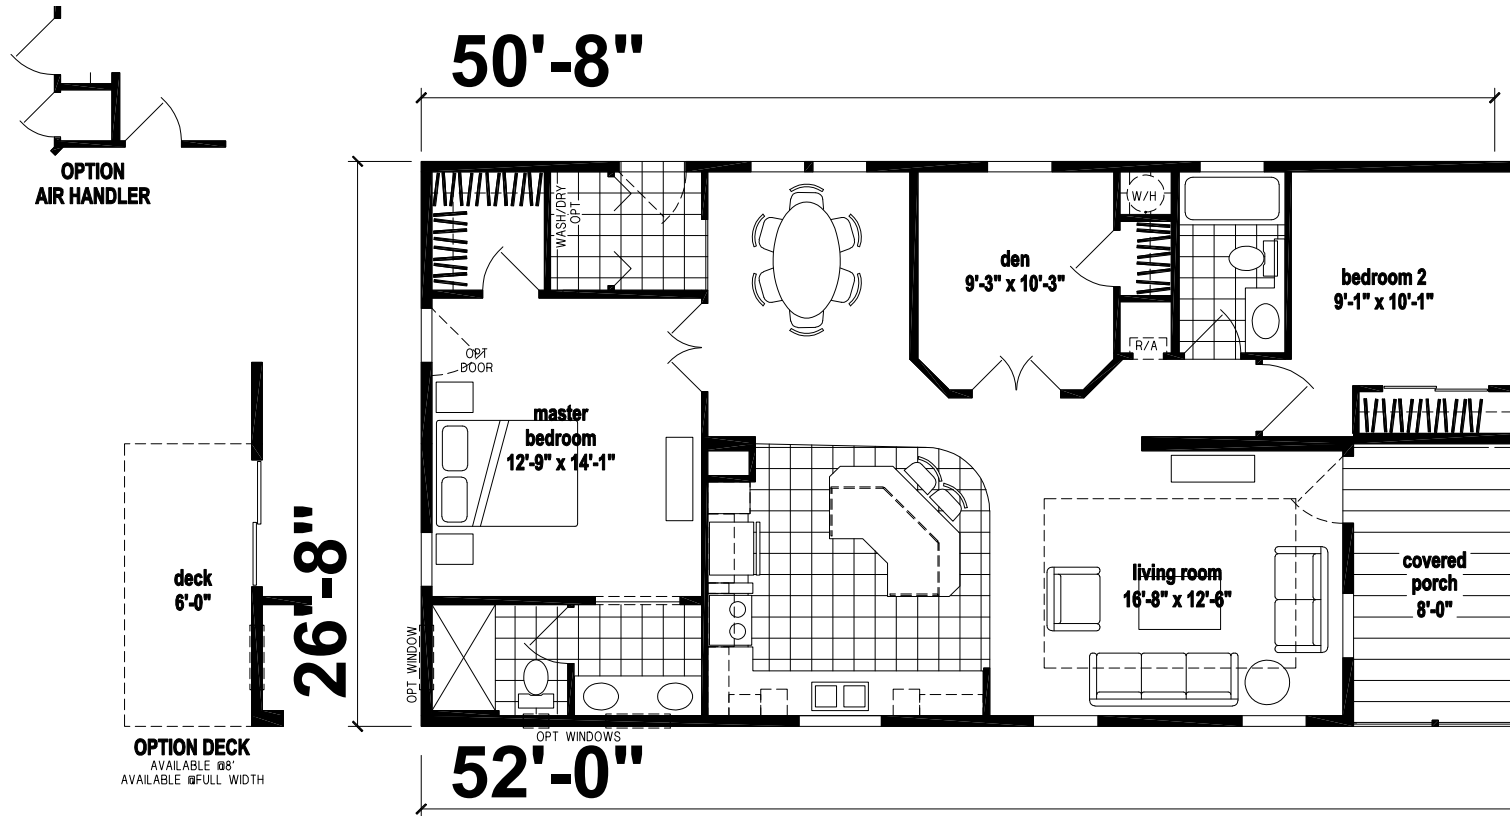 50'-8"
OPTION
AIR HANDLER
WASH/DRY
OPT
W/H
den
9'-3" x 10'-3"
bedroom 2
9'-1" x 10'-1"
R/A
OPT
DOOR
master
bedroom
12'-9" x 14'-1"
26'-8"
deck
6'-0"
living room
16'-8" x 12'-6"
covered
porch
8'-0"
OPT WINDOW
OPT WINDOWS
OPTION DECK
AVAILABLE @8'
AVAILABLE @FULL WIDTH
52'-0"